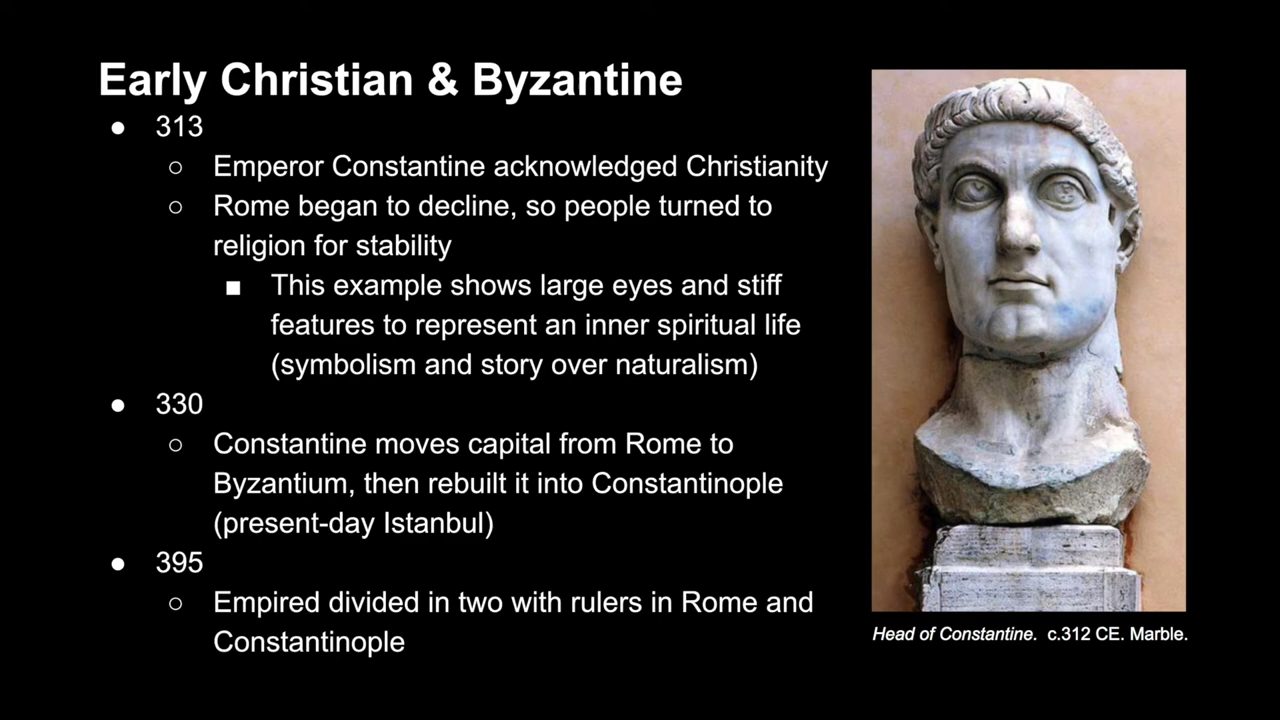 Early Christian & Byzantine
● 313
○ Emperor Constantine acknowledged Christianity
○ Rome began to decline, so people turned to
religion for stability
■ This example shows large eyes and stiff
features to represent an inner spiritual life
(symbolism and story over naturalism)
● 330
○ Constantine moves capital from Rome to
Byzantium, then rebuilt it into Constantinople
(present-day Istanbul)
● 395
○ Empired divided in two with rulers in Rome and
Constantinople
Head of Constantine. c.312 CE. Marble.